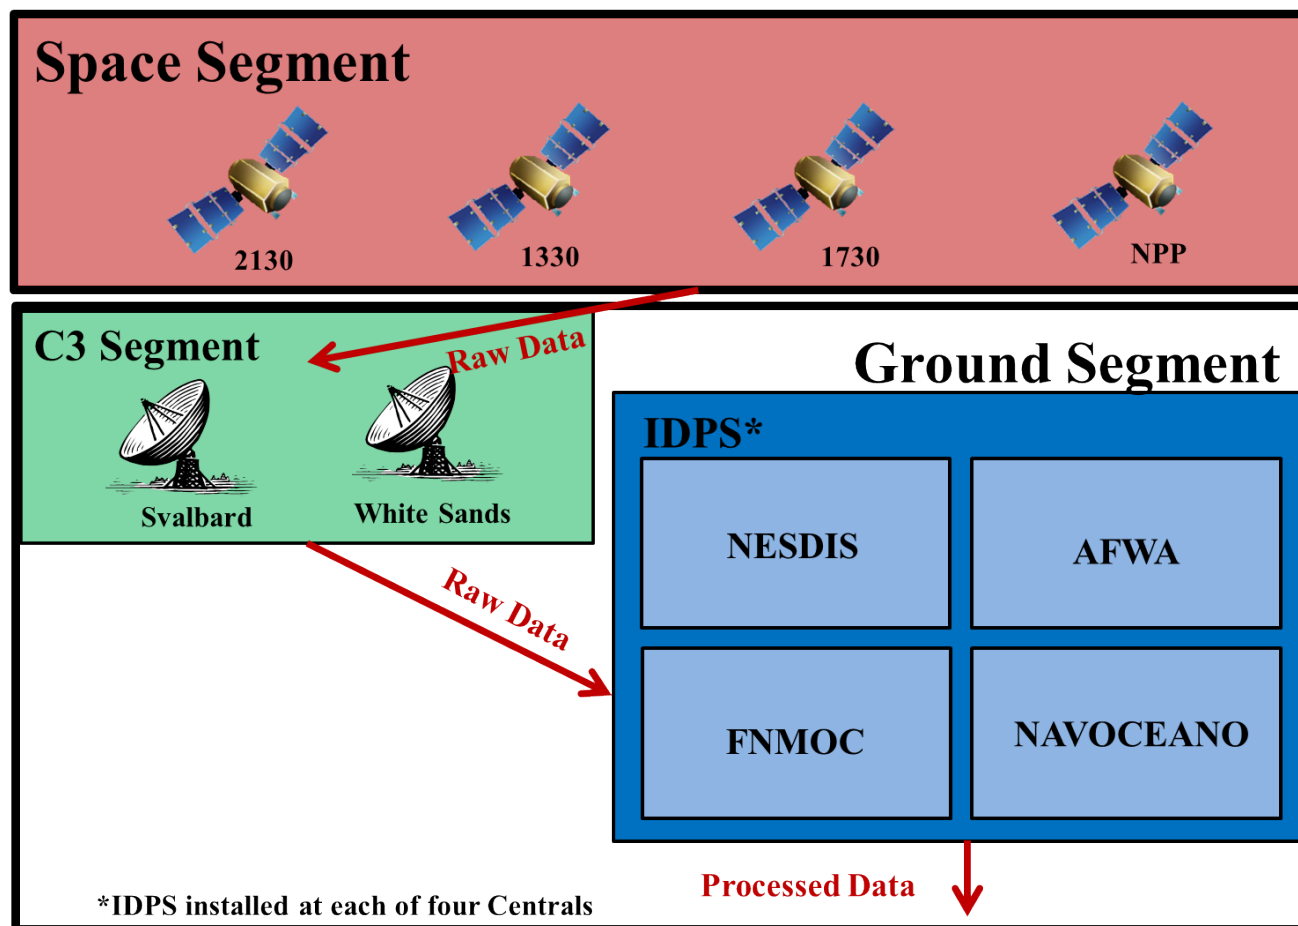 Space Segment
2130
1330
1730
NPP
C3 Segment
Raw Data
Svalbard
White Sands
Ground Segment
IDPS*
NESDIS
AFWA
Raw Data
FNMOC
NAVOCEANO
Processed Data
*IDPS installed at each of four Centrals